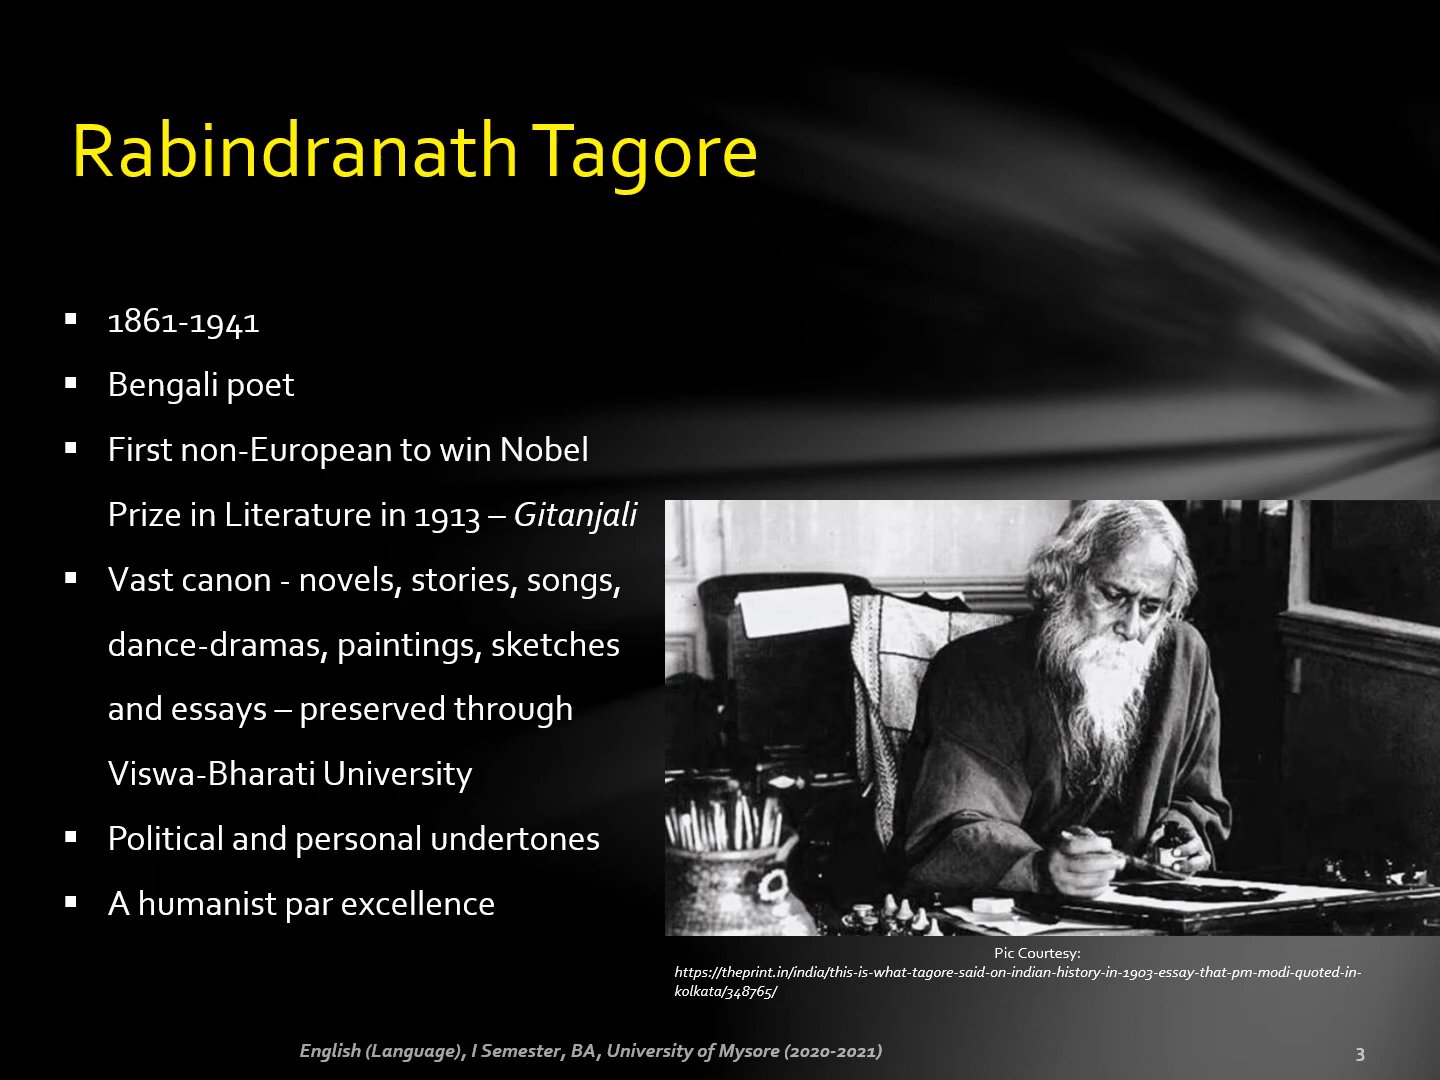 Rabindranath Tagore
▪ 1861-1941
▪ Bengali poet
▪ First non-European to win Nobel
Prize in Literature in 1913 – Gitanjali
▪ Vast canon - novels, stories, songs,
dance-dramas, paintings, sketches
and essays – preserved through
Viswa-Bharati University
▪ Political and personal undertones
▪ A humanist par excellence
Pic Courtesy:
https://theprint.in/india/this-is-what-tagore-said-on-indian-history-in-1903-essay-that-pm-modi-quoted-in-
kolkata/348765/
English (Language), I Semester, BA, University of Mysore (2020-2021)
3